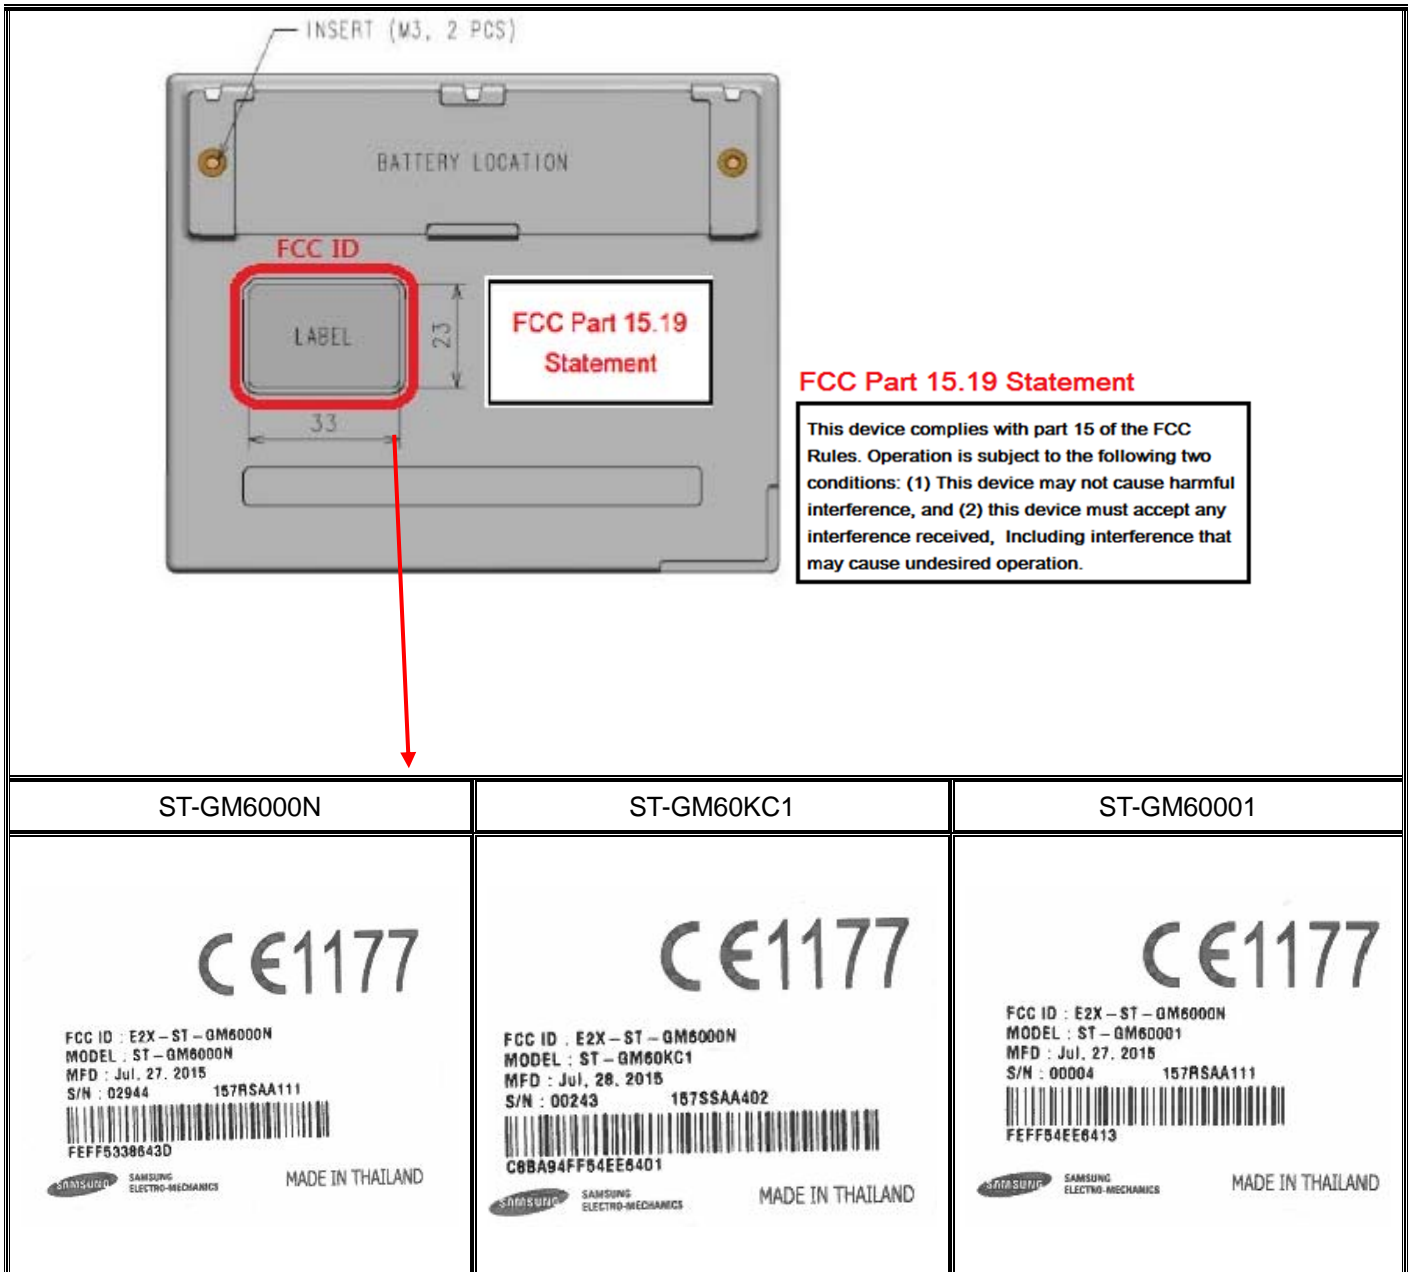 INSERT (M3, 2 PCS)
BATTERY LOCATION
FCC ID
LABEL
23
33
FCC Part 15.19
Statement
FCC Part 15.19 Statement
This device complies with part 15 of the FCC
Rules. Operation is subject to the following two
conditions: (1) This device may not cause harmful
interference, and (2) this device must accept any
interference received, Including interference that
may cause undesired operation.
ST-GM6000N
ST-GM60KC1
ST-GM60001
CE1177
FCC ID : E2X-ST-GM6000N
MODEL : ST-GM6000N
MFD : Jul. 27. 2015
S/N : 02944 157RSAA111
FEFF5338643D
SAMSUNG
SAMSUNG
ELECTRO-MECHANICS
MADE IN THAILAND
CE1177
FCC ID : E2X-ST-GM6000N
MODEL : ST-GM60KC1
MFD : Jul. 28. 2015
S/N : 00243 157SSAA402
C8BA94FF54EE6401
SAMSUNG
SAMSUNG
ELECTRO-MECHANICS
MADE IN THAILAND
CE1177
FCC ID : E2X-ST-GM6000N
MODEL : ST-GM60001
MFD : Jul. 27. 2015
S/N : 00004 157RSAA111
FEFF54EE6413
SAMSUNG
SAMSUNG
ELECTRO-MECHANICS
MADE IN THAILAND